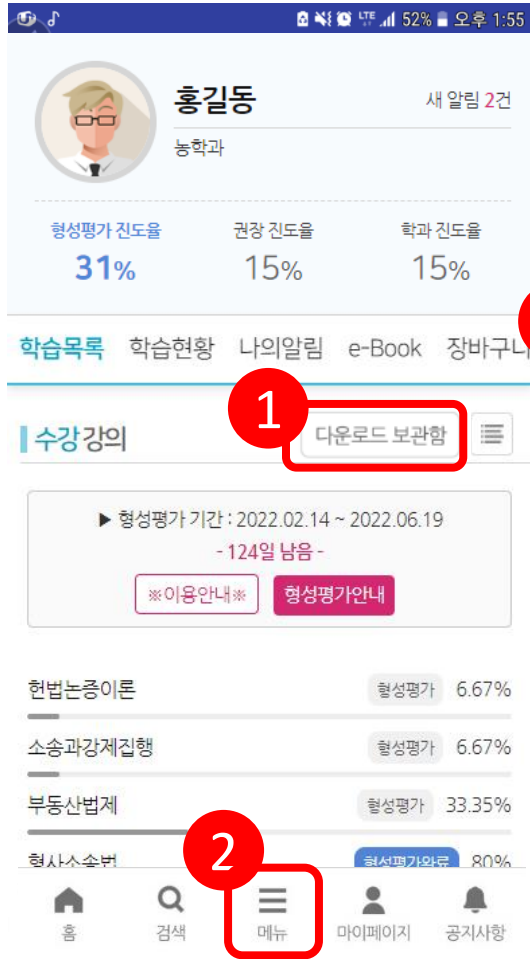 LTE 52% 오후 1:55
홍길동
새 알림 2건
농학과
형성평가 진도율 권장 진도율 학과 진도율
31% 15% 15%
학습목록 학습현황 나의알림 e-Book 장바구니
1
수강강의 다운로드 보관함
▶ 형성평가 기간 : 2022.02.14 ~ 2022.06.19
- 124일 남음 -
※이용안내※ 형성평가안내
헌법논증이론 형성평가 6.67%
소송과강제집행 형성평가 6.67%
부동산법제 형성평가 33.35%
형사소송법 형성평가완료 80%
2
홈 검색 메뉴 마이페이지 공지사항